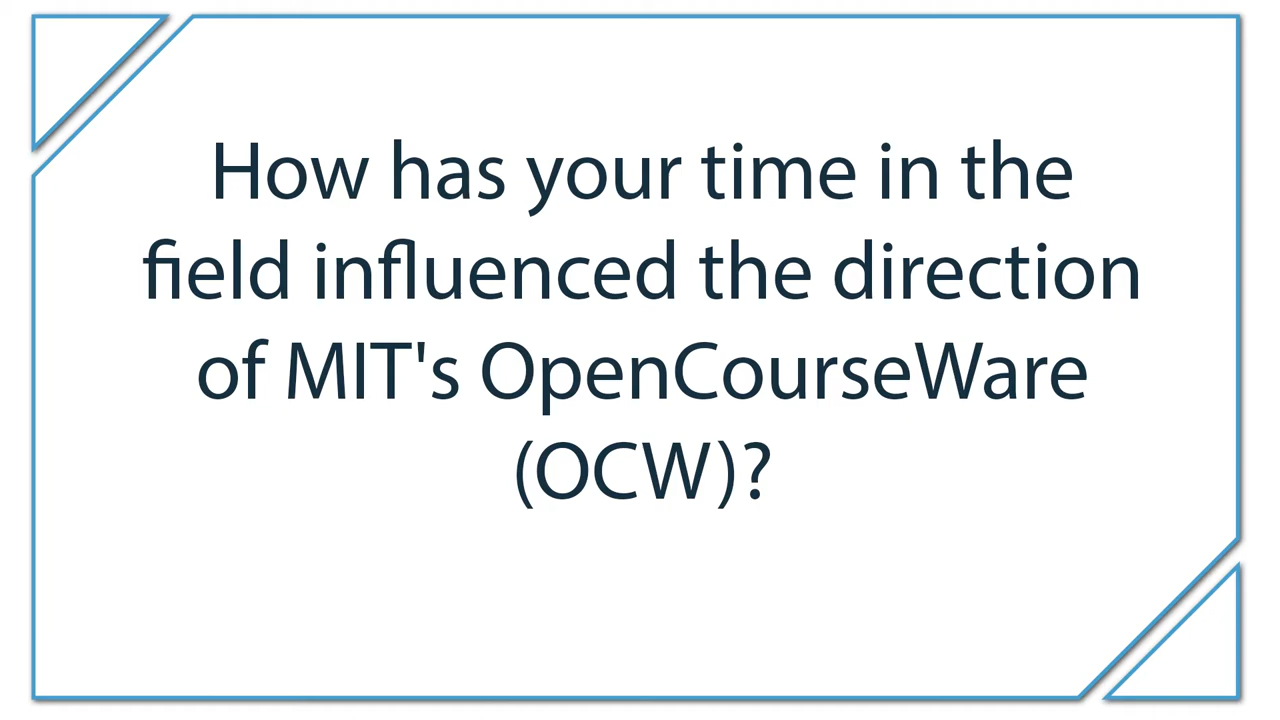 How has your time in the
field influenced the direction
of MIT's OpenCourseWare
(OCW)?